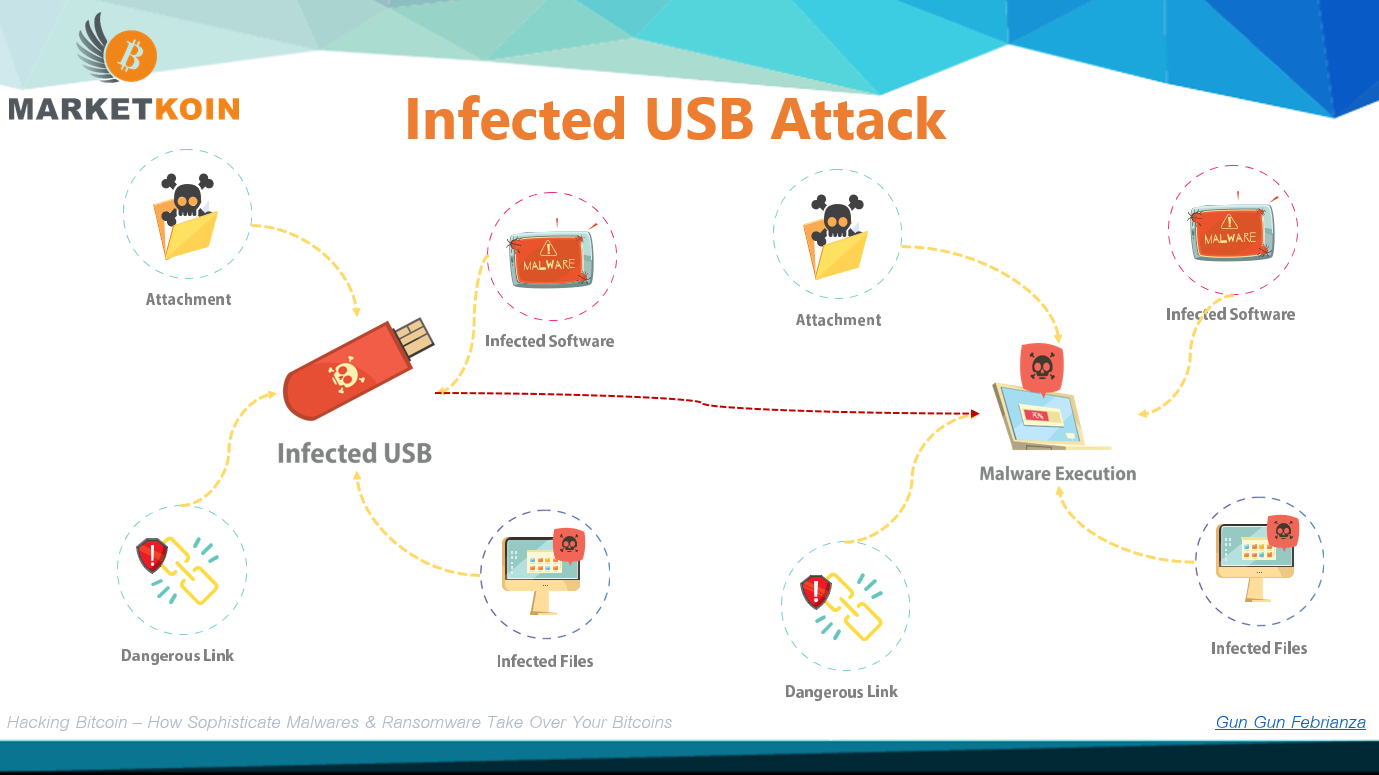 MARKETKOIN
Infected USB Attack
Attachment
MALWARE
Infected Software
Infected USB
Dangerous Link
Infected Files
Attachment
MALWARE
Infected Software
Malware Execution
Dangerous Link
Infected Files
Hacking Bitcoin – How Sophisticate Malwares & Ransomware Take Over Your Bitcoins
Gun Gun Febrianza